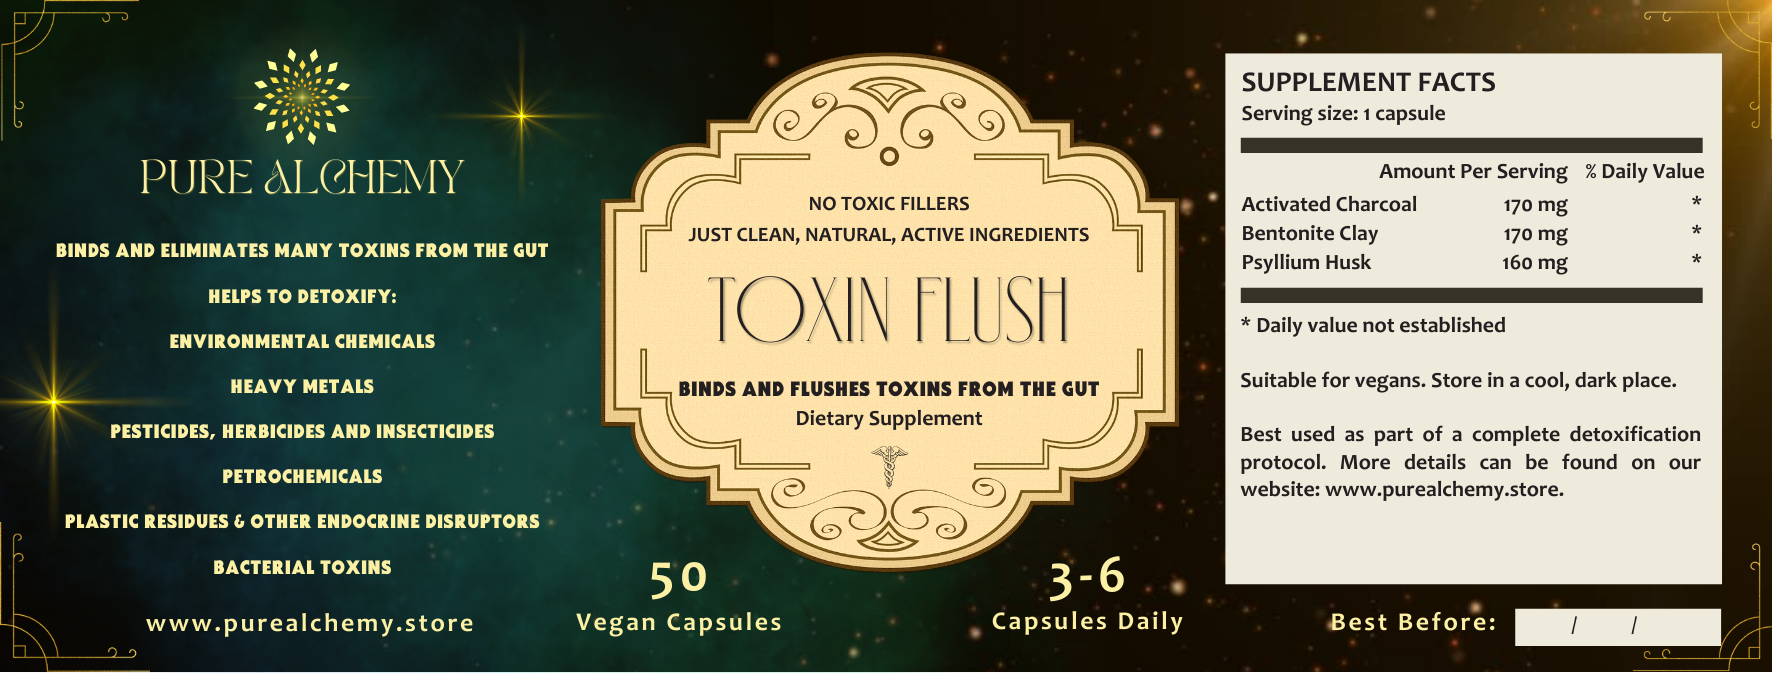 PURE ALCHEMY
BINDS AND ELIMINATES MANY TOXINS FROM THE GUT
HELPS TO DETOXIFY:
ENVIRONMENTAL CHEMICALS
HEAVY METALS
PESTICIDES, HERBICIDES AND INSECTICIDES
PETROCHEMICALS
PLASTIC RESIDUES & OTHER ENDOCRINE DISRUPTORS
BACTERIAL TOXINS
www.purealchemy.store
NO TOXIC FILLERS
JUST CLEAN, NATURAL, ACTIVE INGREDIENTS
TOXIN FLUSH
BINDS AND FLUSHES TOXINS FROM THE GUT
Dietary Supplement
50
Vegan Capsules
3-6
Capsules Daily
SUPPLEMENT FACTS
Serving size: 1 capsule
Amount Per Serving % Daily Value
Activated Charcoal 170 mg *
Bentonite Clay 170 mg *
Psyllium Husk 160 mg *
* Daily value not established
Suitable for vegans. Store in a cool, dark place.
Best used as part of a complete detoxification
protocol. More details can be found on our
website: www.purealchemy.store.
Best Before: / /